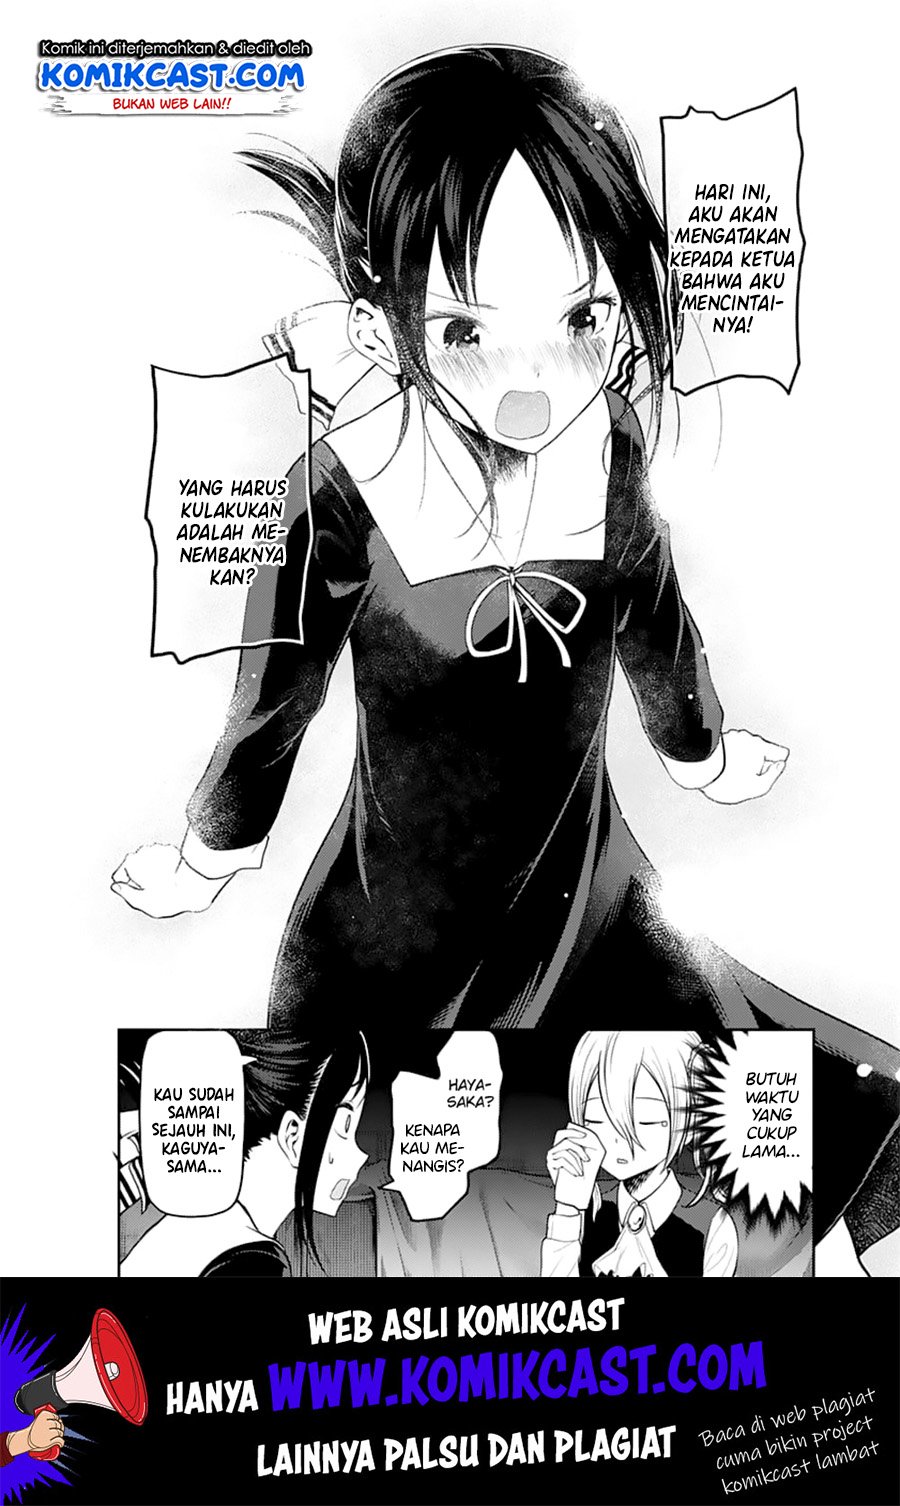 Komik ini diterjemahkan & diedit oleh
KOMIKCAST.COM
BUKAN WEB LAIN!!
HARI INI,
AKU AKAN
MENGATAKAN
KEPADA KETUA
BAHWA AKU
MENCINTAI-
NYA!
YANG HARUS
KULAKUKAN
ADALAH ME-
NEMBAKNYA
KAN?
BUTUH
WAKTU
YANG
CUKUP
LAMA...
HAYA-
SAKA?
KENAPA
KAU ME-
NANGIS?
KAU SUDAH
SAMPAI
SEJAUH INI,
KAGUYA-
SAMA...
WEB ASLI KOMIKCAST
HANYA WWW.KOMIKCAST.COM
LAINNYA PALSU DAN PLAGIAT
Baca di web plagiat
cuma bikin project
komikcast lambat